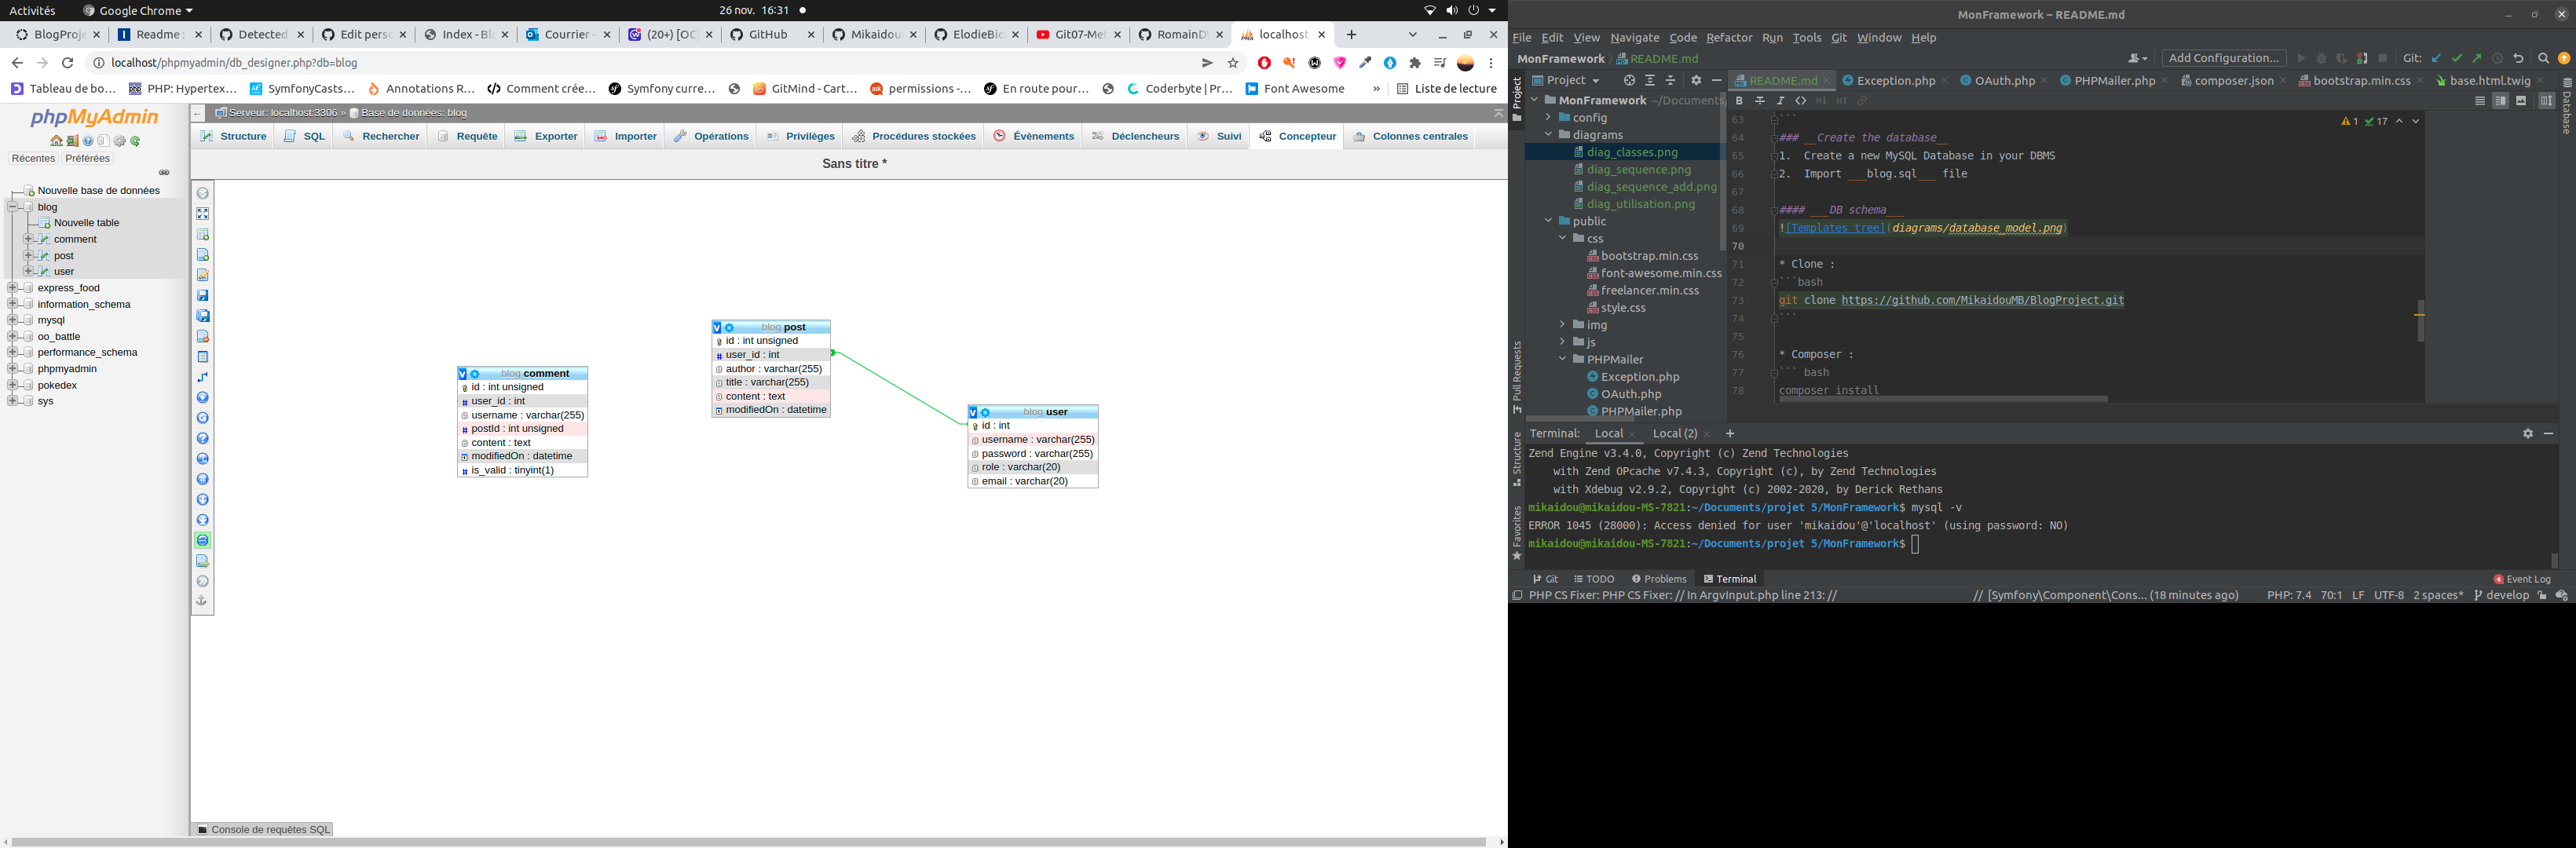 Activités
Google Chrome
26 nov. 16:31
BlogProj
Readme
Detected
Edit pers
Index - Bl
Courrier -
(20+) [OC
GitHub
Mikaidou
ElodieBic
Git07-Mel
RomainD
localhost
localhost/phpmyadmin/db_designer.php?db=blog
Tableau de bo...
PHP: Hypertex...
SymfonyCasts...
Annotations R...
Comment crée...
Symfony curre...
GitMind - Cart...
permissions -...
En route pour...
Coderbyte | Pr...
Font Awesome
»
Liste de lecture
phpMyAdmin
Récentes
Préférées
Nouvelle base de données
blog
Nouvelle table
comment
post
user
express_food
information_schema
mysql
oo_battle
performance_schema
phpmyadmin
pokedex
sys
Serveur: localhost:3306 » Base de données: blog
Structure
SQL
Rechercher
Requête
Exporter
Importer
Opérations
Privilèges
Procédures stockées
Évènements
Déclencheurs
Suivi
Concepteur
Colonnes centrales
Sans titre *
blog post
id : int unsigned
user_id : int
author : varchar(255)
title : varchar(255)
content : text
modifiedOn : datetime
blog comment
id : int unsigned
user_id : int
username : varchar(255)
postId : int unsigned
content : text
modifiedOn : datetime
is_valid : tinyint(1)
blog user
id : int
username : varchar(255)
password : varchar(255)
role : varchar(20)
email : varchar(20)
Console de requêtes SQL
MonFramework – README.md
File Edit View Navigate Code Refactor Run Tools Git Window Help
MonFramework
README.md
Add Configuration...
Git:
Project
README.md
Exception.php
OAuth.php
PHPMailer.php
composer.json
bootstrap.min.css
base.html.twig
Project
Pull Requests
Structure
Favorites
Database
MonFramework ~/Documents/
config
diagrams
diag_classes.png
diag_sequence.png
diag_sequence_add.png
diag_utilisation.png
public
css
bootstrap.min.css
font-awesome.min.css
freelancer.min.css
style.css
img
js
PHPMailer
Exception.php
OAuth.php
PHPMailer.php
1 17
63 ```
64 ### __Create the database__
65 1. Create a new MySQL Database in your DBMS
66 2. Import ___blog.sql___ file
67
68 #### ___DB schema___
69 ![Templates tree](diagrams/database_model.png)
70
71 * Clone :
72 ```bash
73 git clone https://github.com/MikaidouMB/BlogProject.git
74 ```
75
76 * Composer :
77 ``` bash
78 composer install
Terminal: Local Local (2)
Zend Engine v3.4.0, Copyright (c) Zend Technologies
with Zend OPcache v7.4.3, Copyright (c), by Zend Technologies
with Xdebug v2.9.2, Copyright (c) 2002-2020, by Derick Rethans
mikaidou@mikaidou-MS-7821:~/Documents/projet 5/MonFramework$ mysql -v
ERROR 1045 (28000): Access denied for user 'mikaidou'@'localhost' (using password: NO)
mikaidou@mikaidou-MS-7821:~/Documents/projet 5/MonFramework$
Git
TODO
Problems
Terminal
4 Event Log
PHP CS Fixer: PHP CS Fixer: // In ArgvInput.php line 213: //
// [Symfony\Component\Cons... (18 minutes ago)
PHP: 7.4 70:1 LF UTF-8 2 spaces* develop